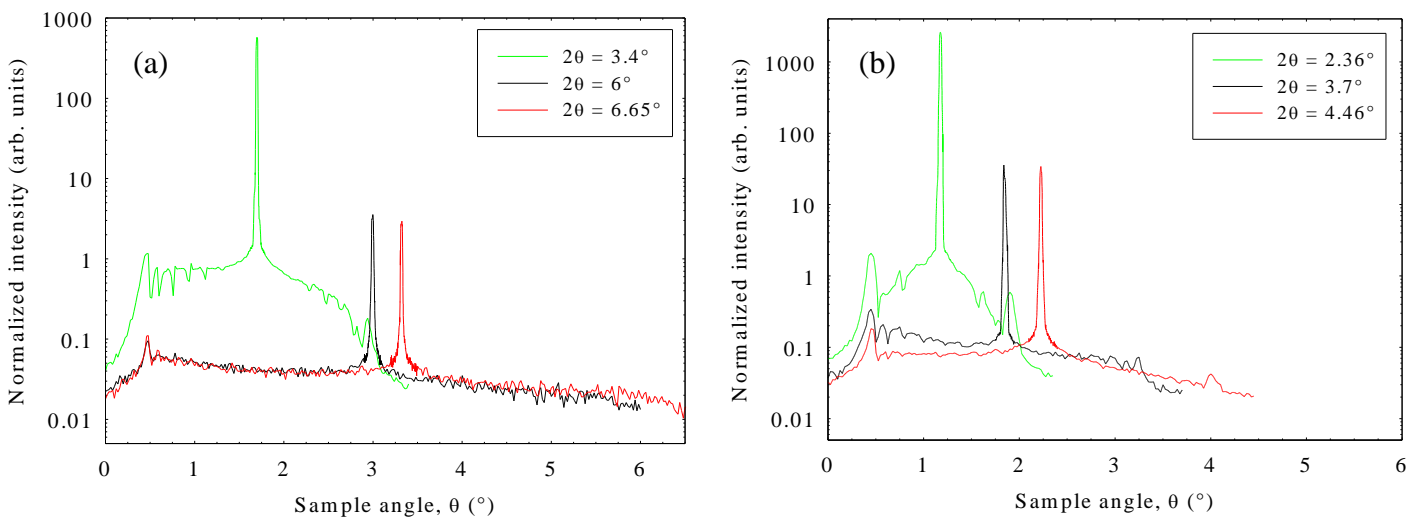 (a)
2θ = 3.4°
2θ = 6°
2θ = 6.65°
Normalized intensity (arb. units)
1000
100
10
1
0.1
0.01
0 1 2 3 4 5 6
Sample angle, θ (°)
(b)
2θ = 2.36°
2θ = 3.7°
2θ = 4.46°
Normalized intensity (arb. units)
1000
100
10
1
0.1
0.01
0 1 2 3 4 5 6
Sample angle, θ (°)